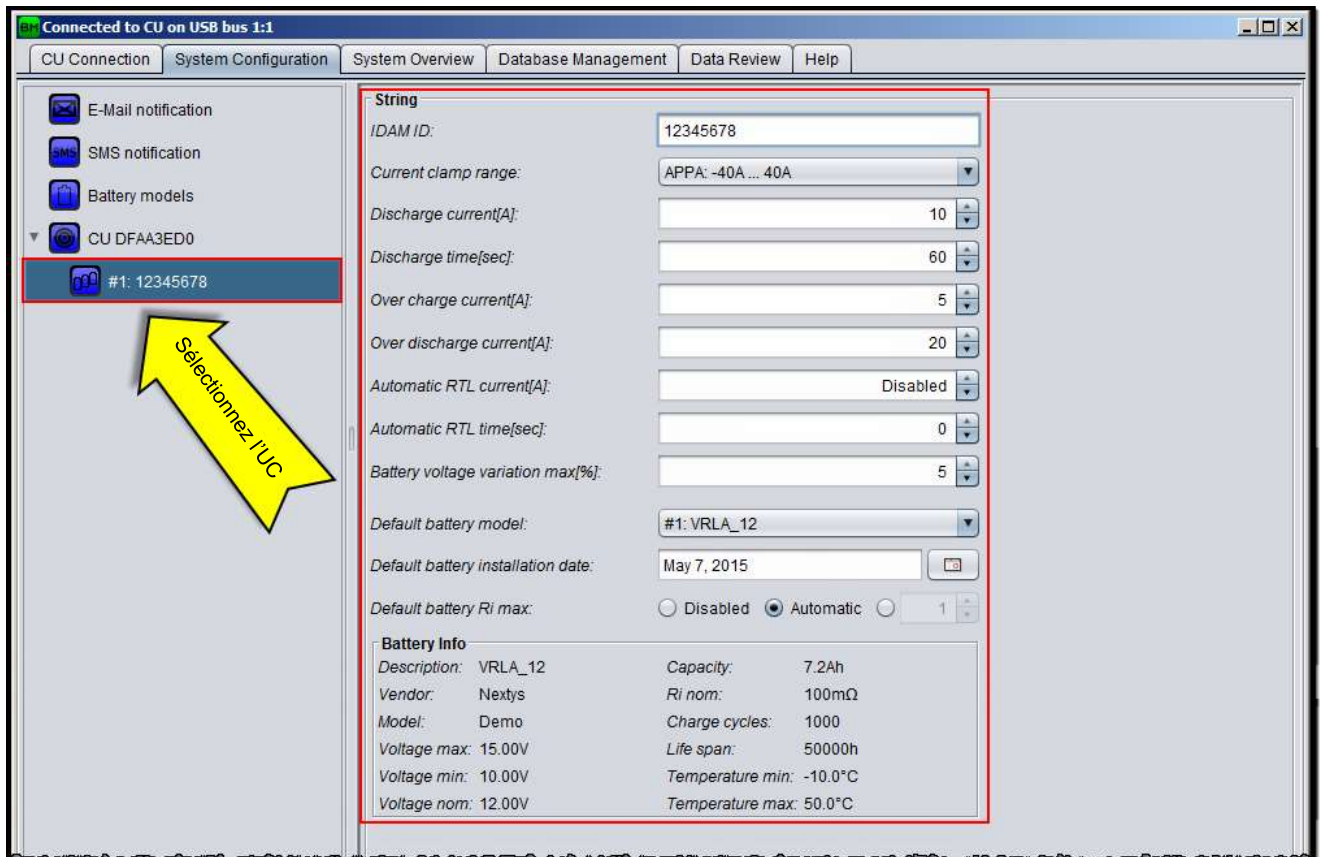 BM Connected to CU on USB bus 1:1
CU Connection System Configuration System Overview Database Management Data Review Help
E-Mail notification
SMS SMS notification
Battery models
CU DFAA3ED0
#1: 12345678
Sélectionnez l'UC
String
IDAM ID: 12345678
Current clamp range: APPA: -40A ... 40A
Discharge current[A]: 10
Discharge time[sec]: 60
Over charge current[A]: 5
Over discharge current[A]: 20
Automatic RTL current[A]: Disabled
Automatic RTL time[sec]: 0
Battery voltage variation max[%]: 5
Default battery model: #1: VRLA_12
Default battery installation date: May 7, 2015
Default battery Ri max: Disabled Automatic 1
Battery Info
Description: VRLA_12 Capacity: 7.2Ah
Vendor: Nextys Ri nom: 100mΩ
Model: Demo Charge cycles: 1000
Voltage max: 15.00V Life span: 50000h
Voltage min: 10.00V Temperature min: -10.0°C
Voltage nom: 12.00V Temperature max: 50.0°C